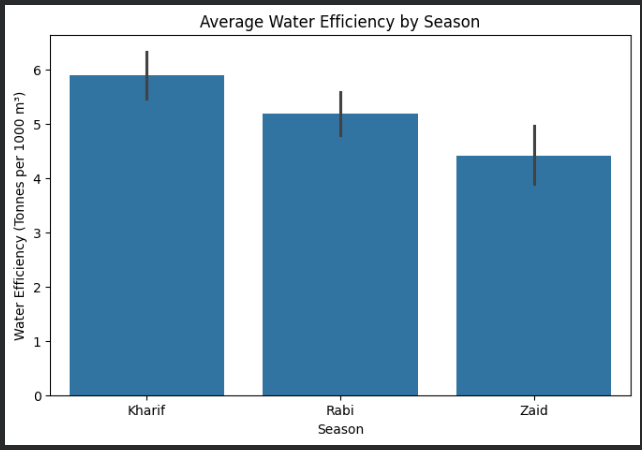 Average Water Efficiency by Season
Water Efficiency (Tonnes per 1000 m³)
6
5
4
3
2
1
0
Kharif
Rabi
Zaid
Season